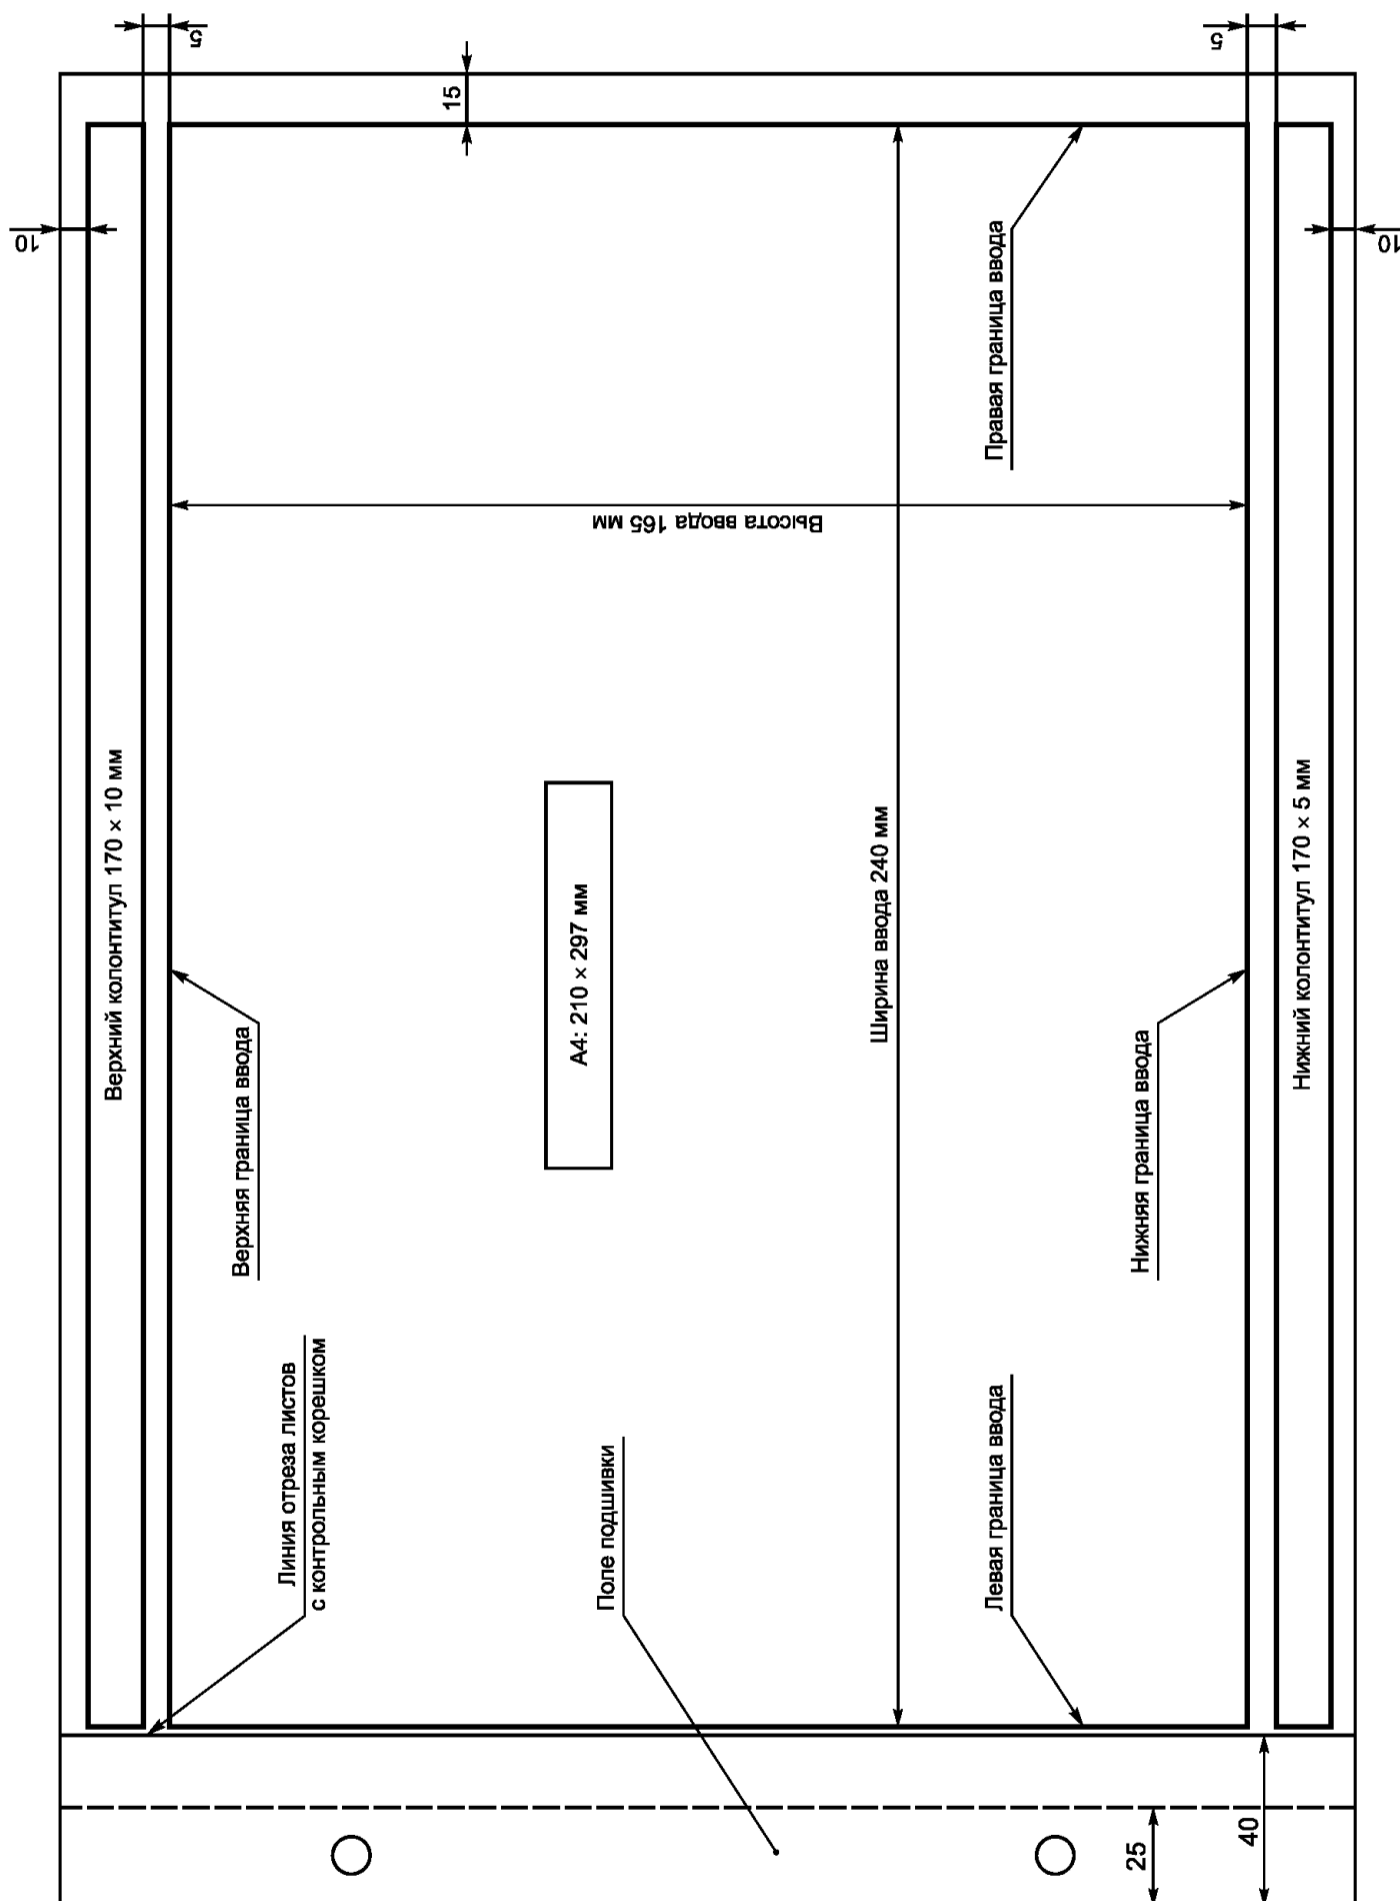 5
5
15
10
10
Верхний колонтитул 170 × 10 мм
Верхняя граница ввода
Линия отреза листов
с контрольным корешком
А4: 210 × 297 мм
Поле подшивки
Высота ввода 165 мм
Ширина ввода 240 мм
Правая граница ввода
Левая граница ввода
Нижняя граница ввода
Нижний колонтитул 170 × 5 мм
25
40